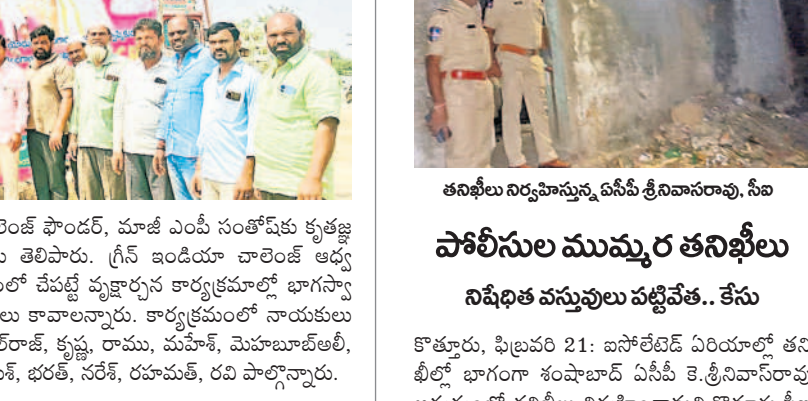 లెంజ్ ఫౌండర్, మాజీ ఎంపీ సంతోష్‌కు కృతజ్ఞ
తెలిపారు. గ్రీన్ ఇండియా చాలెంజ్ ఆధ్వ
లో చేపట్టే వృక్షార్చన కార్యక్రమాల్లో భాగస్వా
లు కావాలన్నారు. కార్యక్రమంలో నాయకులు
రాజ్, కృష్ణ, రాము, మహేశ్, మెహబూబ్‌అలీ,
భరత్, నరేశ్, రహమత్, రవి పాల్గొన్నారు.
తనిఖీలు నిర్వహిస్తున్న ఏసీపీ శ్రీనివాసరావు, సీఐ
పోలీసుల ముమ్మర తనిఖీలు
నిషేధిత వస్తువులు పట్టివేత.. కేసు
కొత్తూరు, ఫిబ్రవరి 21: ఐసోలేటెడ్ ఏరియాల్లో తని
ఖీల్లో భాగంగా శంషాబాద్ ఏసీపీ కె.శ్రీనివాస్‌రావు